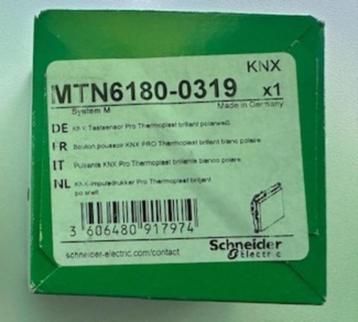 KNX
MTN6180-0319 x1
System M Made in Germany
DE KNX Tastsensor Pro Thermoplast brillant polarweiß
FR Bouton poussoir KNX PRO Thermoplast brillant blanc polaire
IT Pulsante KNX Pro Thermoplast brillante bianco polare
NL KNX-impulsdrukker Pro Thermoplast briljant
3 606480 917974
schneider-electric.com/contact
Schneider
Electric